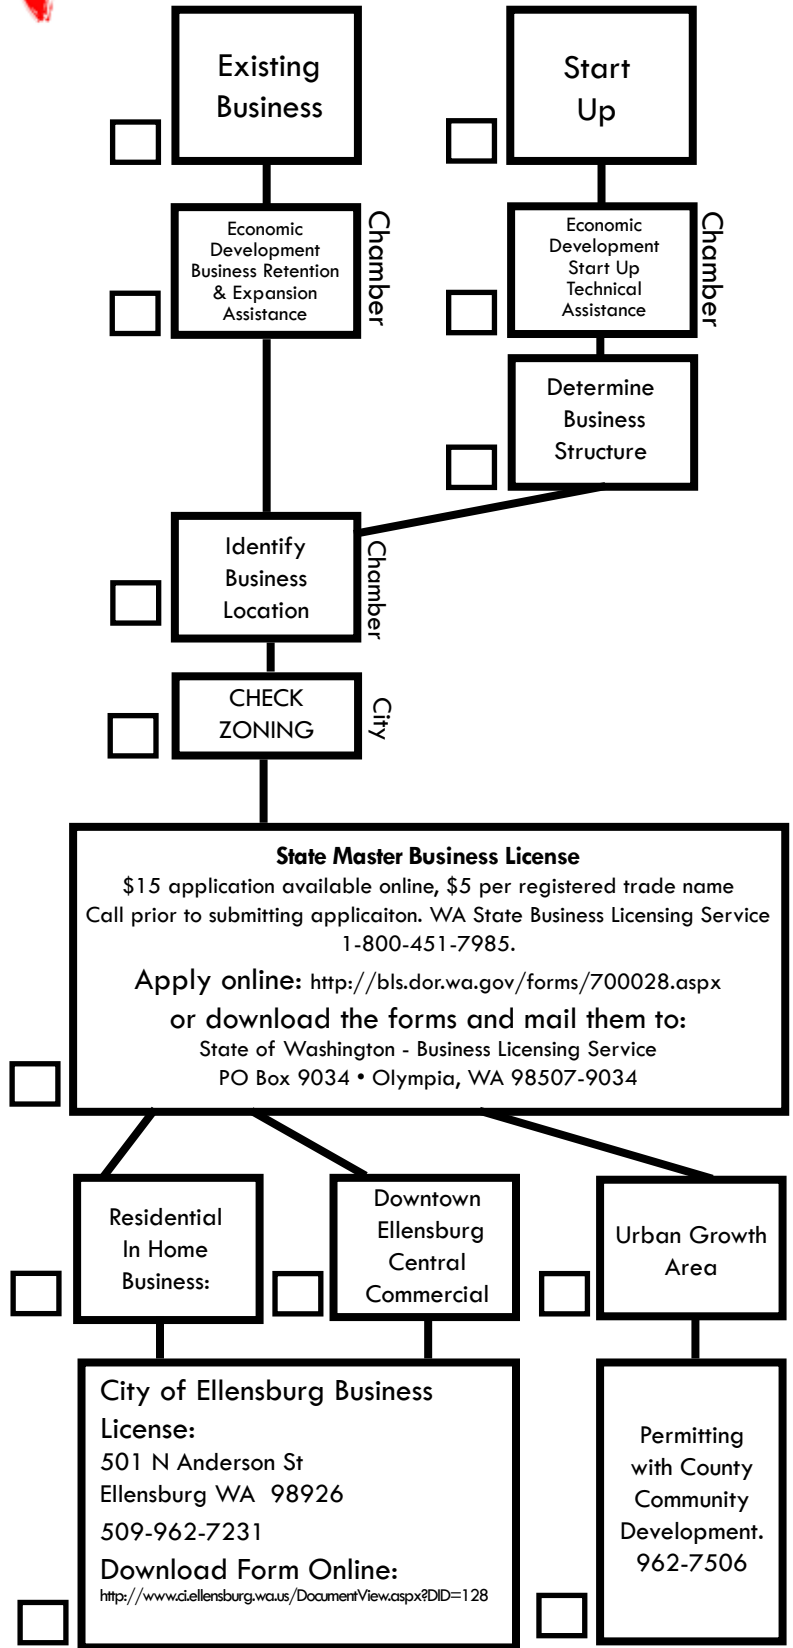 Existing
Business
Start
Up
Economic
Development
Business Retention
& Expansion
Assistance
Chamber
Economic
Development
Start Up
Technical
Assistance
Chamber
Determine
Business
Structure
Identify
Business
Location
Chamber
CHECK
ZONING
City
State Master Business License
$15 application available online, $5 per registered trade name
Call prior to submitting applicaiton. WA State Business Licensing Service
1-800-451-7985.
Apply online: http://bls.dor.wa.gov/forms/700028.aspx
or download the forms and mail them to:
State of Washington - Business Licensing Service
PO Box 9034 • Olympia, WA 98507-9034
Residential
In Home
Business:
Downtown
Ellensburg
Central
Commercial
Urban Growth
Area
City of Ellensburg Business
License:
501 N Anderson St
Ellensburg WA 98926
509-962-7231
Download Form Online:
http://www.ci.ellensburg.wa.us/DocumentView.aspx?DID=128
Permitting
with County
Community
Development.
962-7506